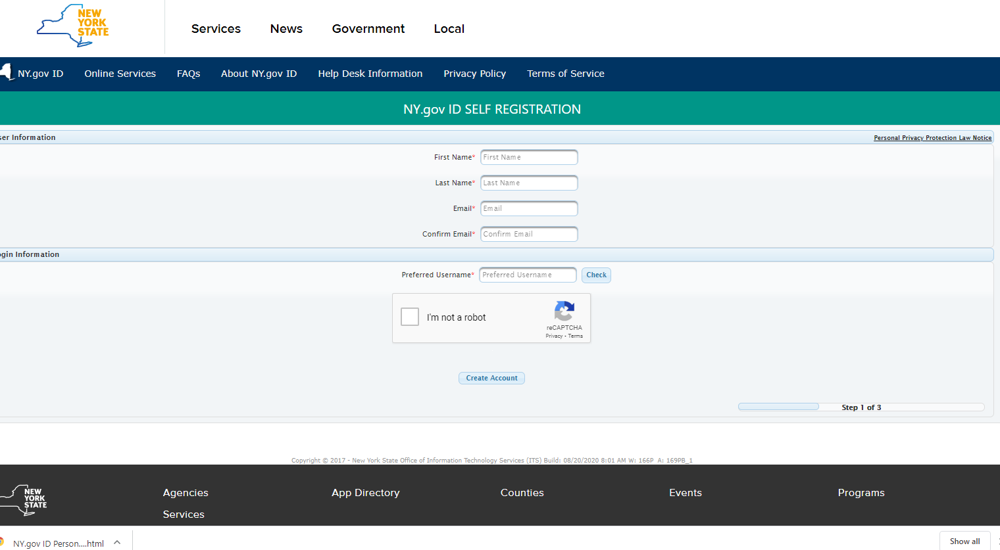 NEW
YORK
STATE
Services News Government Local
NY.gov ID Online Services FAQs About NY.gov ID Help Desk Information Privacy Policy Terms of Service
NY.gov ID SELF REGISTRATION
ser Information Personal Privacy Protection Law Notice
First Name* First Name
Last Name* Last Name
Email* Email
Confirm Email* Confirm Email
ogin Information
Preferred Username* Preferred Username Check
I'm not a robot
reCAPTCHA
Privacy - Terms
Create Account
Step 1 of 3
Copyright © 2017 - New York State Office of Information Technology Services (ITS) Build: 08/20/2020 8:01 AM W: 166P A: 169PB_1
NEW
YORK
STATE
Agencies App Directory Counties Events Programs
Services
NY.gov ID Person....html Show all